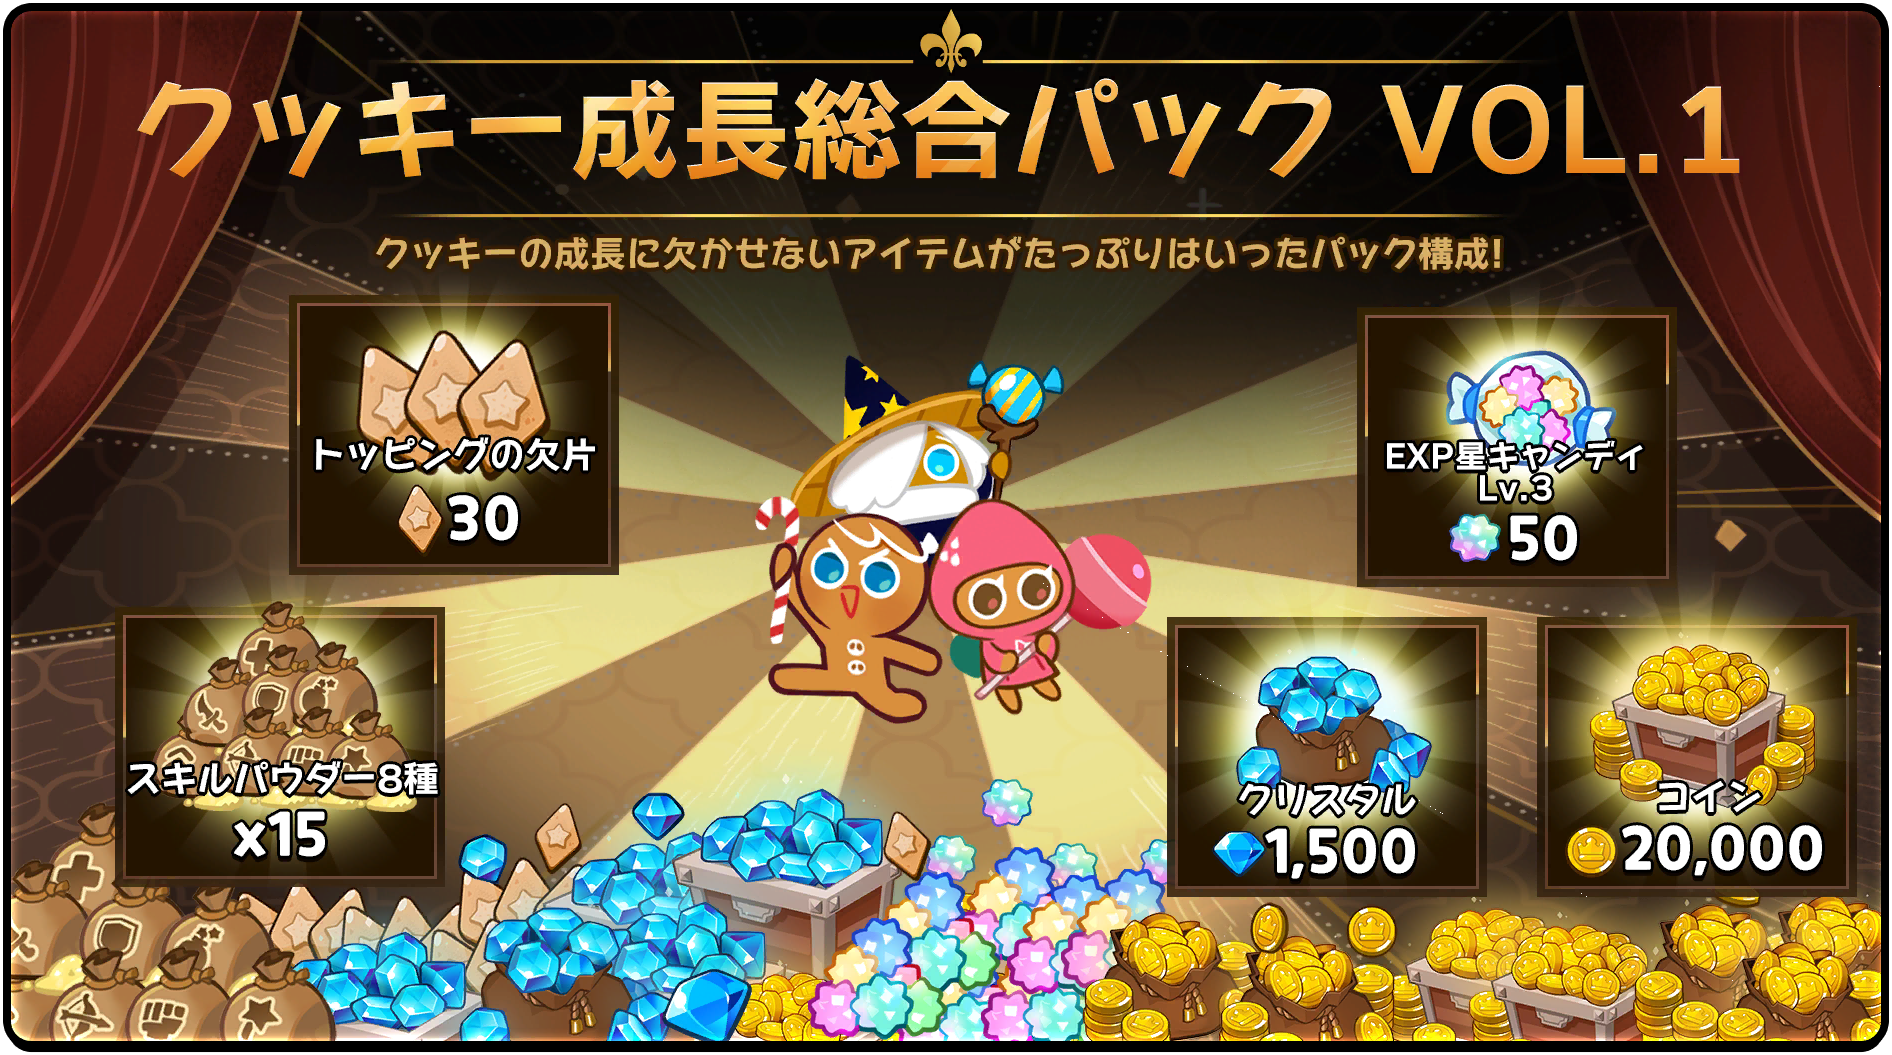 クッキー成長総合パック VOL.1
クッキーの成長に欠かせないアイテムがたっぷりはいったパック構成!
トッピングの欠片
30
EXP星キャンディ
Lv.3
50
スキルパウダー8種
x15
クリスタル
1,500
コイン
20,000